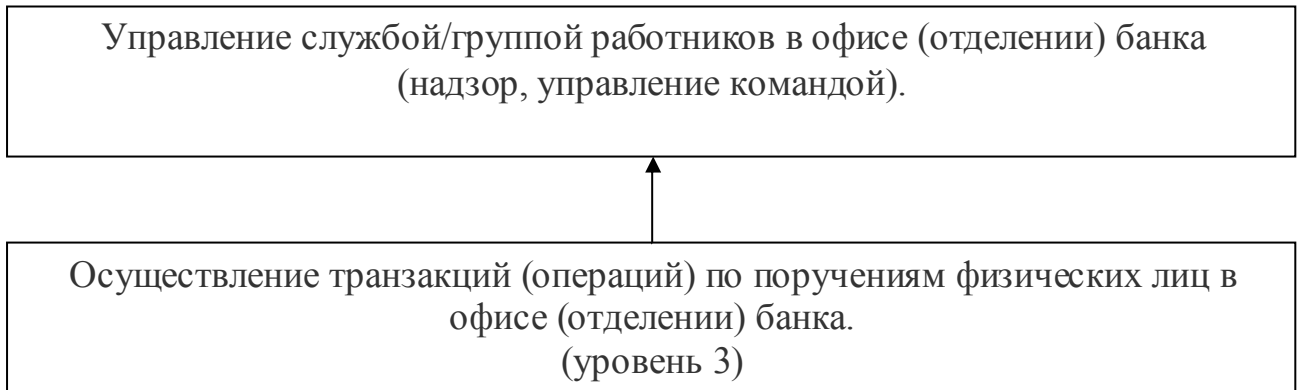 Управление службой/группой работников в офисе (отделении) банка
(надзор, управление командой).
Осуществление транзакций (операций) по поручениям физических лиц в
офисе (отделении) банка.
(уровень 3)